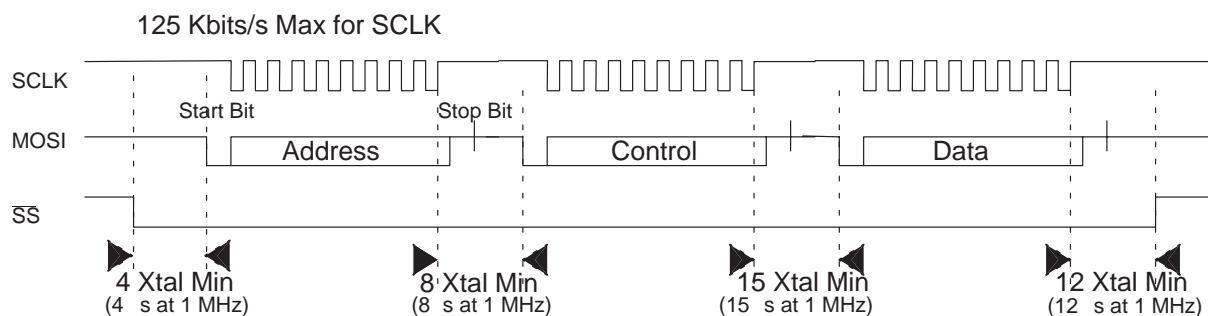 125 Kbits/s Max for SCLK
SCLK
Start Bit
Stop Bit
MOSI
Address
Control
Data
SS
4 Xtal Min
8 Xtal Min
15 Xtal Min
12 Xtal Min
(4 s at 1 MHz)
(8 s at 1 MHz)
(15 s at 1 MHz)
(12 s at 1 MHz)